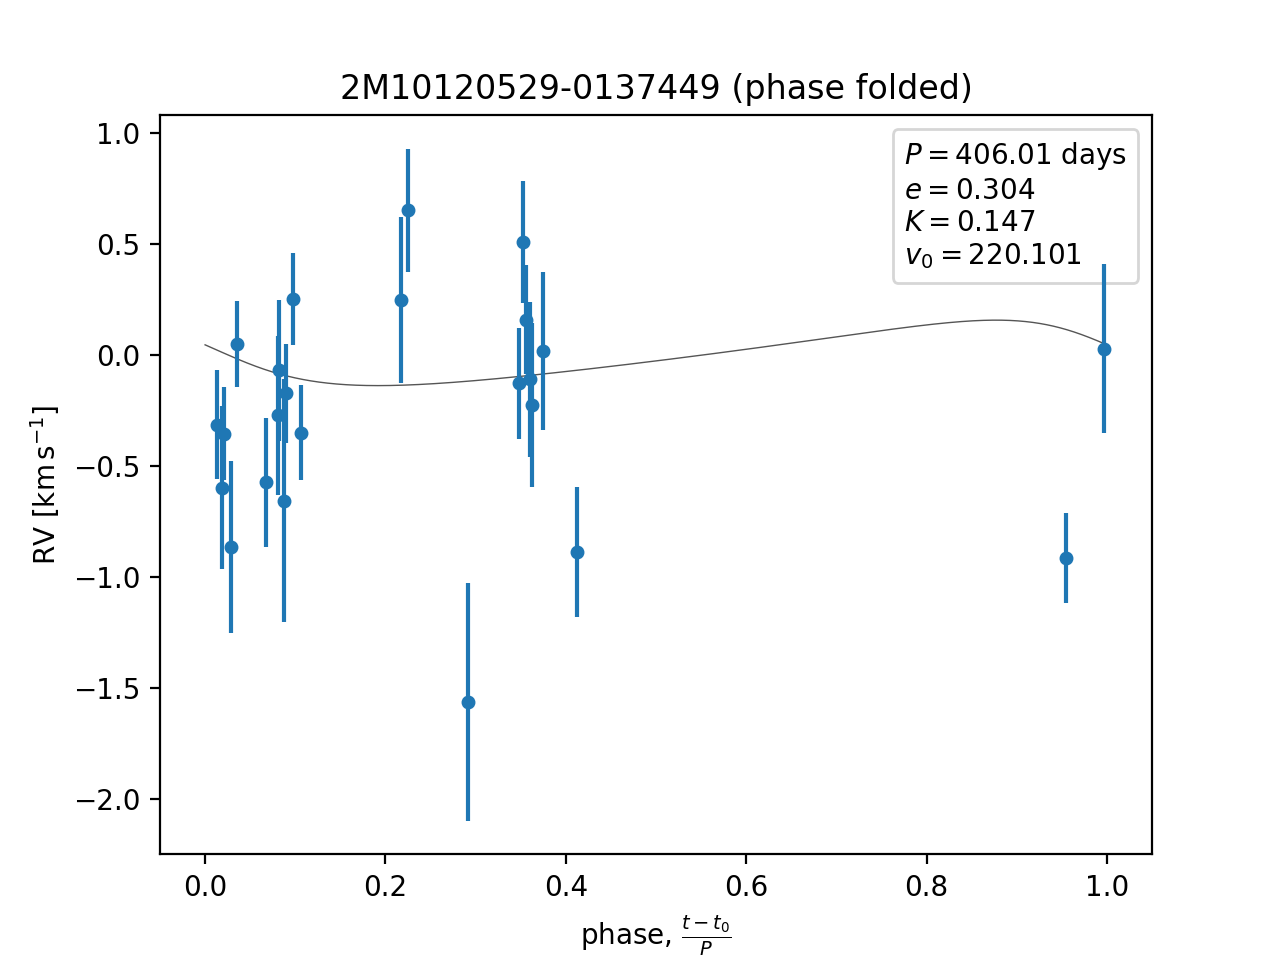 2M10120529-0137449 (phase folded)
P = 406.01 days
e = 0.304
K = 0.147
v₀ = 220.101
RV [km s⁻¹]
1.0
0.5
0.0
−0.5
−1.0
−1.5
−2.0
0.0 0.2 0.4 0.6 0.8 1.0
phase, (t − t₀)/P